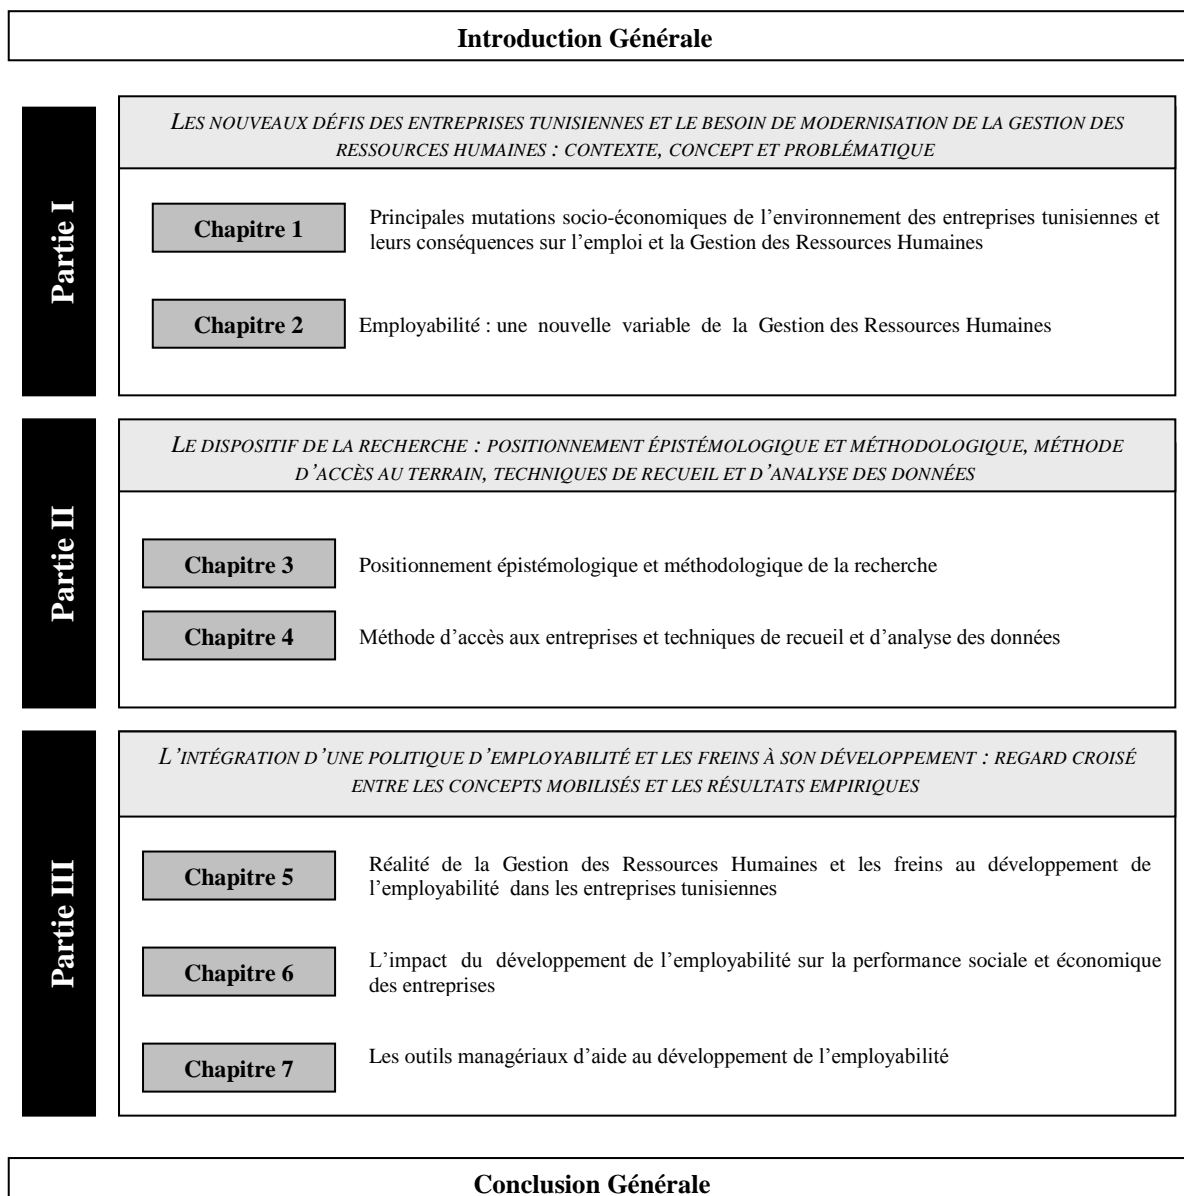 Introduction Générale
Partie I
LES NOUVEAUX DÉFIS DES ENTREPRISES TUNISIENNES ET LE BESOIN DE MODERNISATION DE LA GESTION DES
RESSOURCES HUMAINES : CONTEXTE, CONCEPT ET PROBLÉMATIQUE
Chapitre 1
Principales mutations socio-économiques de l’environnement des entreprises tunisiennes et
leurs conséquences sur l’emploi et la Gestion des Ressources Humaines
Chapitre 2
Employabilité : une nouvelle variable de la Gestion des Ressources Humaines
Partie II
LE DISPOSITIF DE LA RECHERCHE : POSITIONNEMENT ÉPISTÉMOLOGIQUE ET MÉTHODOLOGIQUE, MÉTHODE
D’ACCÈS AU TERRAIN, TECHNIQUES DE RECUEIL ET D’ANALYSE DES DONNÉES
Chapitre 3
Positionnement épistémologique et méthodologique de la recherche
Chapitre 4
Méthode d’accès aux entreprises et techniques de recueil et d’analyse des données
Partie III
L’INTÉGRATION D’UNE POLITIQUE D’EMPLOYABILITÉ ET LES FREINS À SON DÉVELOPPEMENT : REGARD CROISÉ
ENTRE LES CONCEPTS MOBILISÉS ET LES RÉSULTATS EMPIRIQUES
Chapitre 5
Réalité de la Gestion des Ressources Humaines et les freins au développement de
l’employabilité dans les entreprises tunisiennes
Chapitre 6
L’impact du développement de l’employabilité sur la performance sociale et économique
des entreprises
Chapitre 7
Les outils managériaux d’aide au développement de l’employabilité
Conclusion Générale